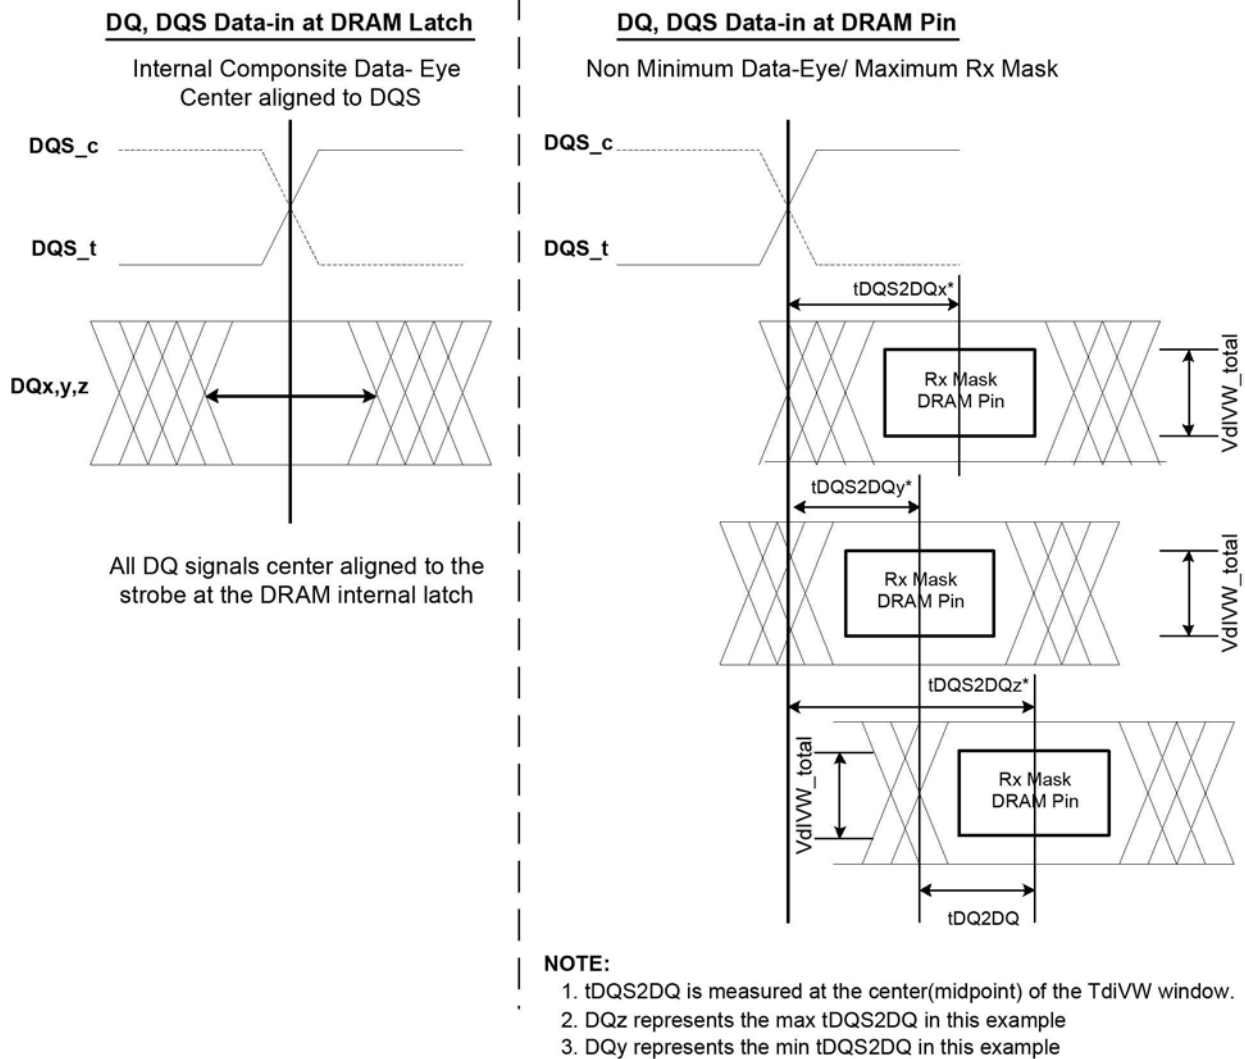 DQ, DQS Data-in at DRAM Latch
Internal Componsite Data- Eye
Center aligned to DQS
DQS_c
DQS_t
DQx,y,z
All DQ signals center aligned to the
strobe at the DRAM internal latch
DQ, DQS Data-in at DRAM Pin
Non Minimum Data-Eye/ Maximum Rx Mask
DQS_c
DQS_t
tDQS2DQx*
Rx Mask
DRAM Pin
VdIVW_total
tDQS2DQy*
Rx Mask
DRAM Pin
VdIVW_total
tDQS2DQz*
VdIVW_total
Rx Mask
DRAM Pin
tDQ2DQ
NOTE:
1. tDQS2DQ is measured at the center(midpoint) of the TdiVW window.
2. DQz represents the max tDQS2DQ in this example
3. DQy represents the min tDQS2DQ in this example